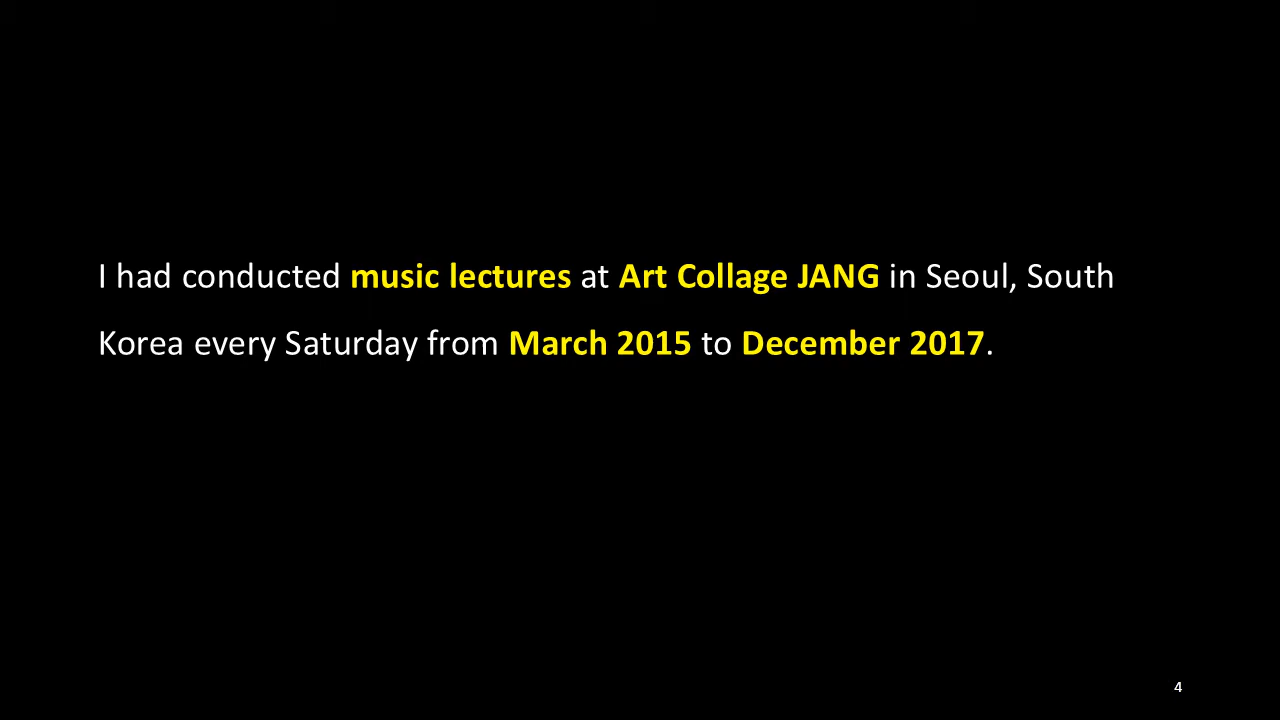 I had conducted music lectures at Art Collage JANG in Seoul, South
Korea every Saturday from March 2015 to December 2017.
4